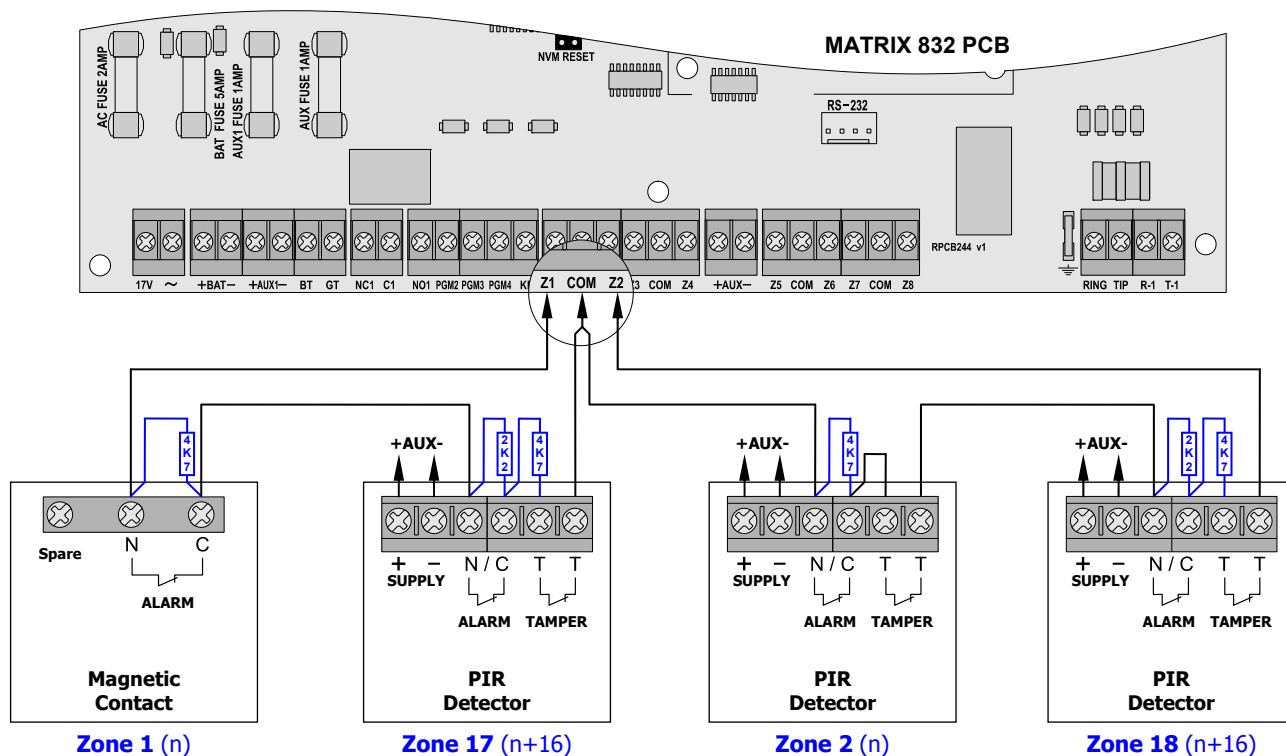 MATRIX 832 PCB
AC FUSE 2AMP
BAT FUSE 5AMP
AUX1 FUSE 1AMP
AUX FUSE 1AMP
NVM RESET
RS-232
RPCB244 v1
17V ~ +BAT- +AUX1- BT GT NC1 C1 NO1 PGM2 PGM3 PGM4 Z1 COM Z2 COM Z4 +AUX- Z5 COM Z6 Z7 COM Z8 RING TIP R-1 T-1
4K7
+AUX-
2K2
4K7
+AUX-
4K7
+AUX-
2K2
4K7
Spare
N C
ALARM
Magnetic
Contact
Zone 1 (n)
+ - N / C T T
SUPPLY
ALARM TAMPER
PIR
Detector
Zone 17 (n+16)
+ - N / C T T
SUPPLY
ALARM TAMPER
PIR
Detector
Zone 2 (n)
+ - N / C T T
SUPPLY
ALARM TAMPER
PIR
Detector
Zone 18 (n+16)